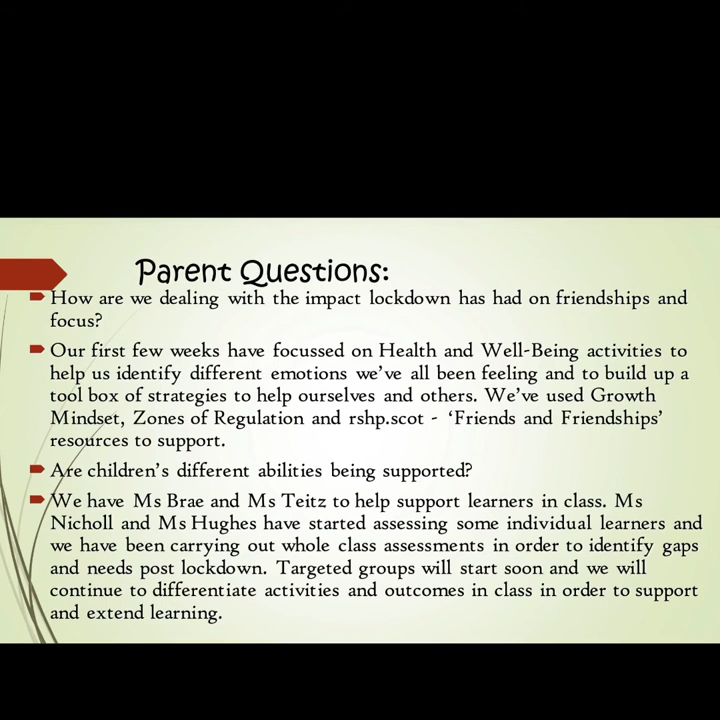 Parent Questions:
How are we dealing with the impact lockdown has had on friendships and
focus?
Our first few weeks have focussed on Health and Well-Being activities to
help us identify different emotions we've all been feeling and to build up a
tool box of strategies to help ourselves and others. We've used Growth
Mindset, Zones of Regulation and rshp.scot - 'Friends and Friendships'
resources to support.
Are children's different abilities being supported?
We have Ms Brae and Ms Teitz to help support learners in class. Ms
Nicholl and Ms Hughes have started assessing some individual learners and
we have been carrying out whole class assessments in order to identify gaps
and needs post lockdown. Targeted groups will start soon and we will
continue to differentiate activities and outcomes in class in order to support
and extend learning.